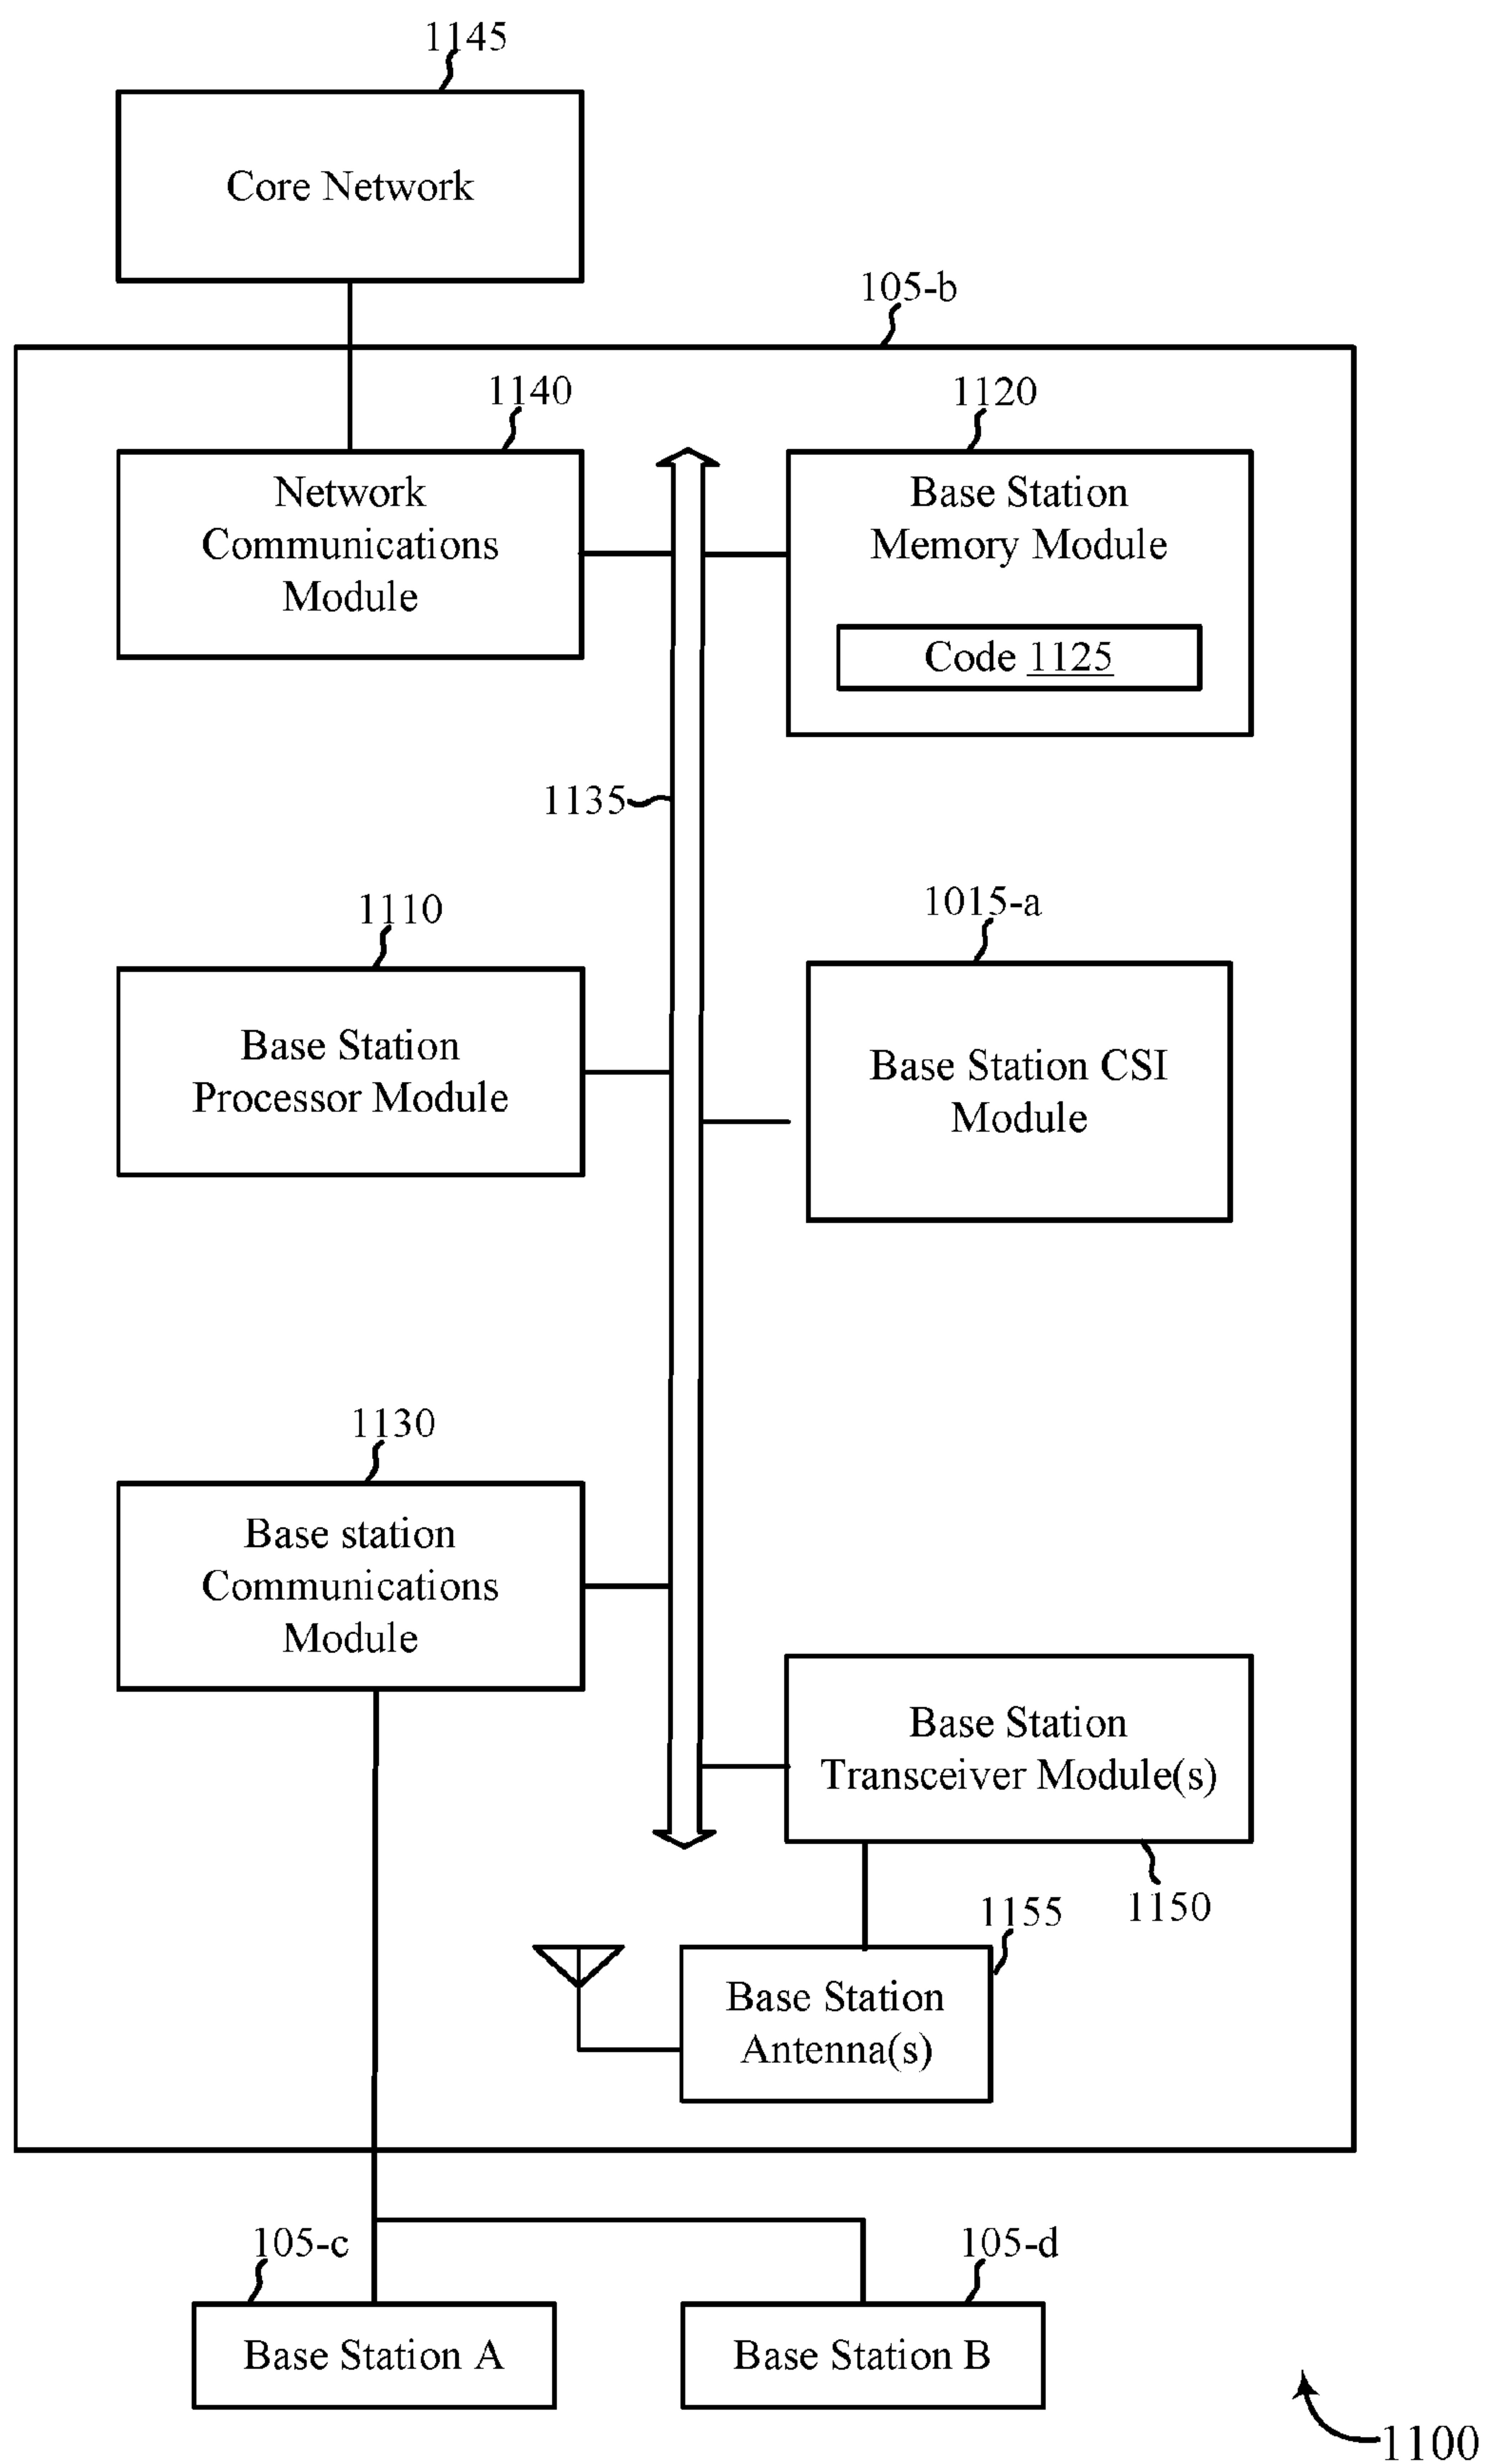 1145
Core Network
105-b
1140
1120
Network
Communications
Module
Base Station
Memory Module
Code 1125
1135
1110
1015-a
Base Station
Processor Module
Base Station CSI
Module
1130
Base station
Communications
Module
Base Station
Transceiver Module(s)
1150
1155
Base Station
Antenna(s)
105-c
105-d
Base Station A
Base Station B
1100